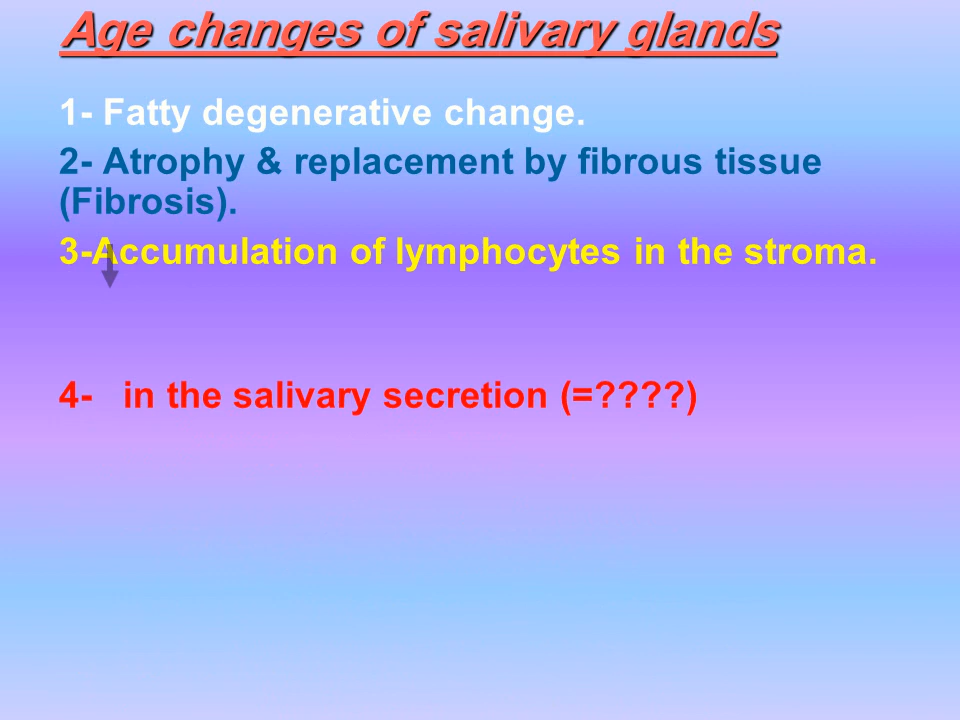 Age changes of salivary glands
1- Fatty degenerative change.
2- Atrophy & replacement by fibrous tissue
(Fibrosis).
3-Accumulation of lymphocytes in the stroma.
4- in the salivary secretion (=????)